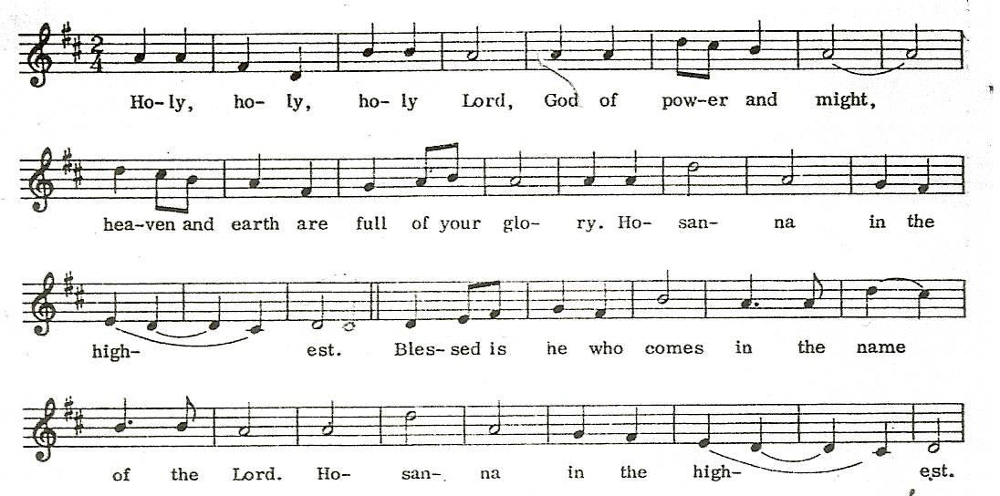 2
4
Ho-ly, ho- ly, ho- ly Lord, God of pow-er and might,
hea-ven and earth are full of your glo- ry. Ho- san- na in the
high- est. Bles-sed is he who comes in the name
of the Lord. Ho- san- na in the high- est.